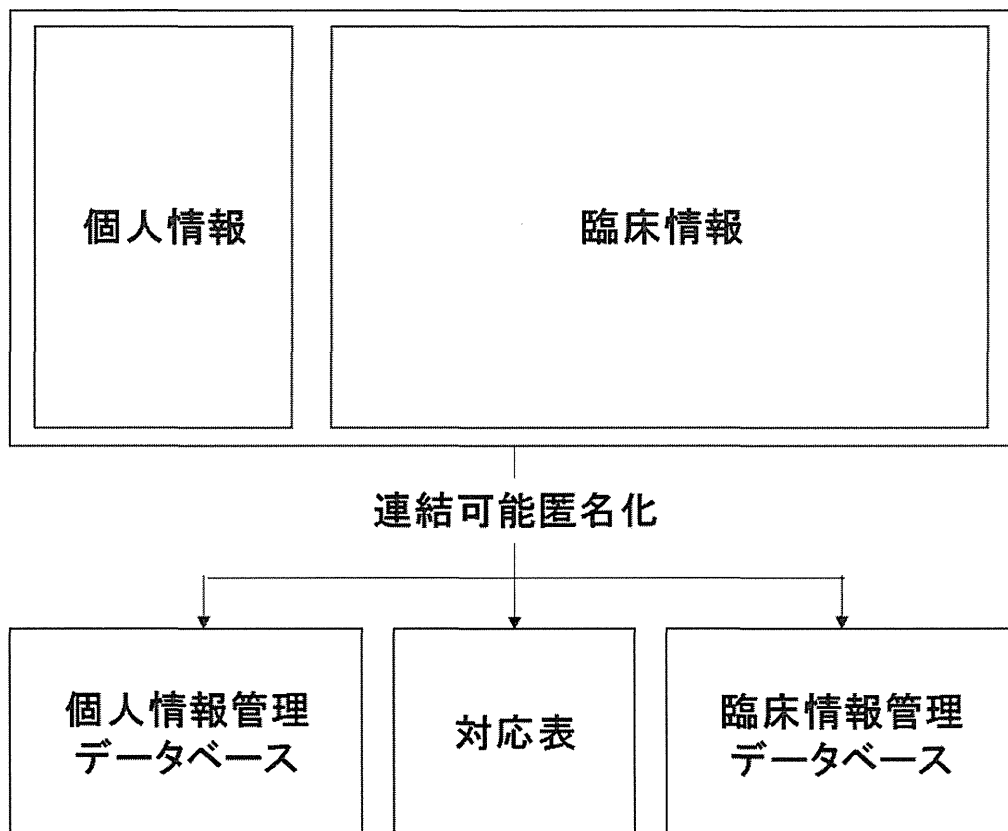 個人情報
臨床情報
連結可能匿名化
個人情報管理
データベース
対応表
臨床情報管理
データベース